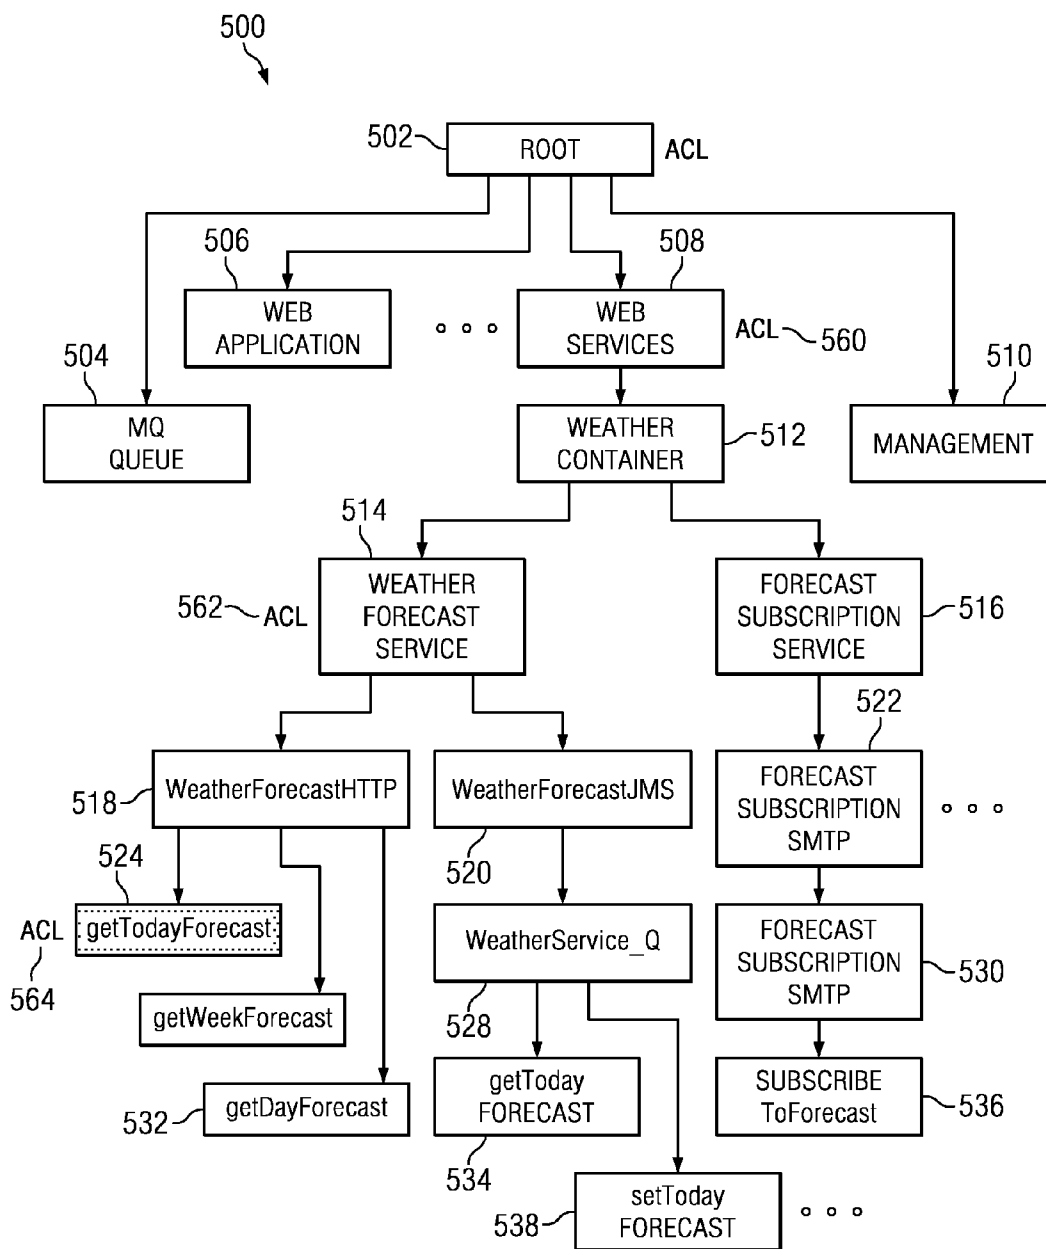 500
502
ROOT
ACL
506
508
WEB
APPLICATION
WEB
SERVICES
ACL
560
504
510
MQ
QUEUE
WEATHER
CONTAINER
512
MANAGEMENT
514
562
ACL
WEATHER
FORECAST
SERVICE
FORECAST
SUBSCRIPTION
SERVICE
516
522
518
WeatherForecastHTTP
WeatherForecastJMS
FORECAST
SUBSCRIPTION
SMTP
520
524
ACL
564
getTodayForecast
WeatherService_Q
528
FORECAST
SUBSCRIPTION
SMTP
530
getWeekForecast
532
getDayForecast
getToday
FORECAST
534
SUBSCRIBE
ToForecast
536
538
setToday
FORECAST